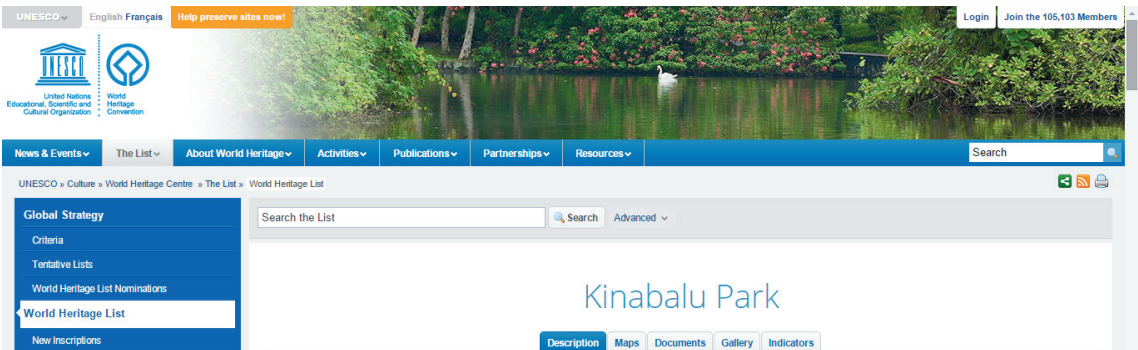 UNESCO English Français Help preserve sites now! Login Join the 105,103 Members
UNESCO
United Nations
Educational, Scientific and
Cultural Organization
World
Heritage
Convention
News & Events The List About World Heritage Activities Publications Partnerships Resources Search
UNESCO » Culture » World Heritage Centre » The List » World Heritage List
Global Strategy
Criteria
Tentative Lists
World Heritage List Nominations
World Heritage List
New Inscriptions
Search the List Search Advanced
Kinabalu Park
Description Maps Documents Gallery Indicators